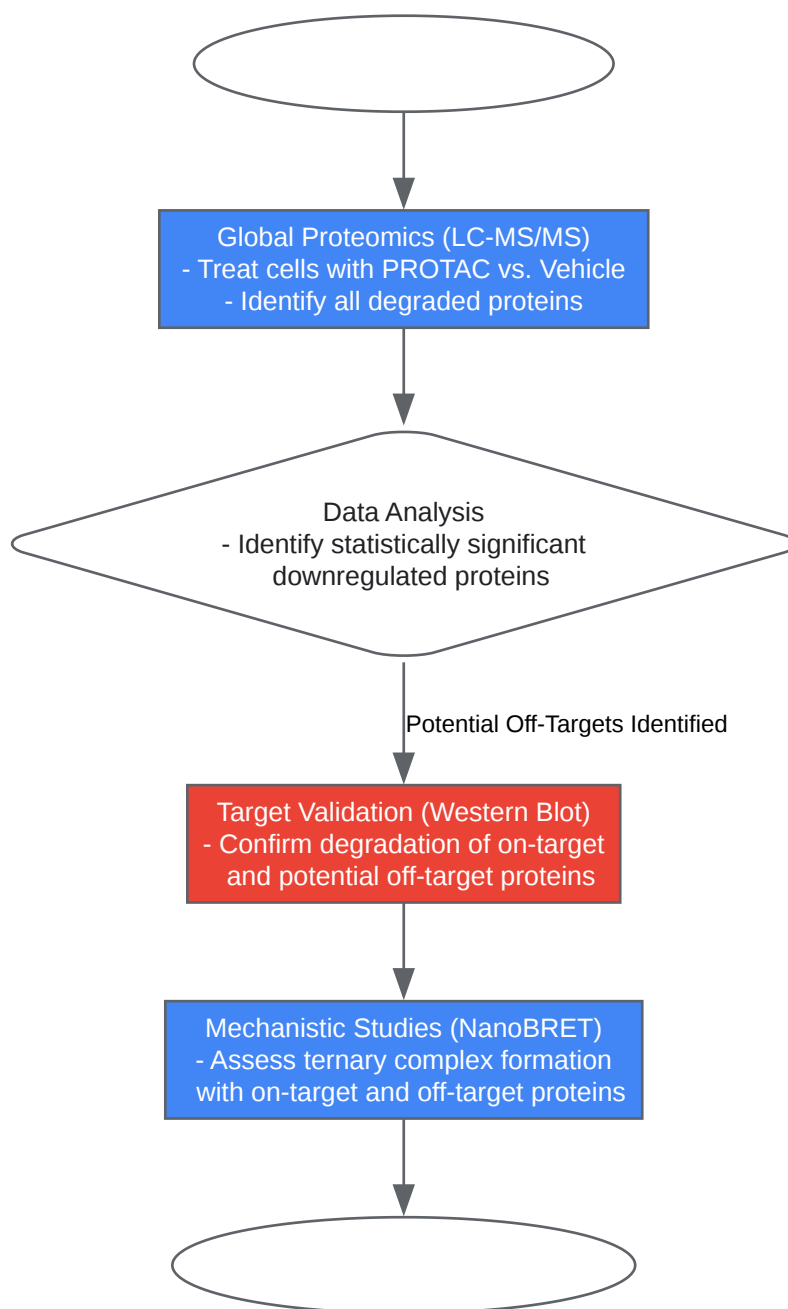 Global Proteomics (LC-MS/MS)
- Treat cells with PROTAC vs. Vehicle
- Identify all degraded proteins
Data Analysis
- Identify statistically significant
downregulated proteins
Potential Off-Targets Identified
Target Validation (Western Blot)
- Confirm degradation of on-target
and potential off-target proteins
Mechanistic Studies (NanoBRET)
- Assess ternary complex formation
with on-target and off-target proteins